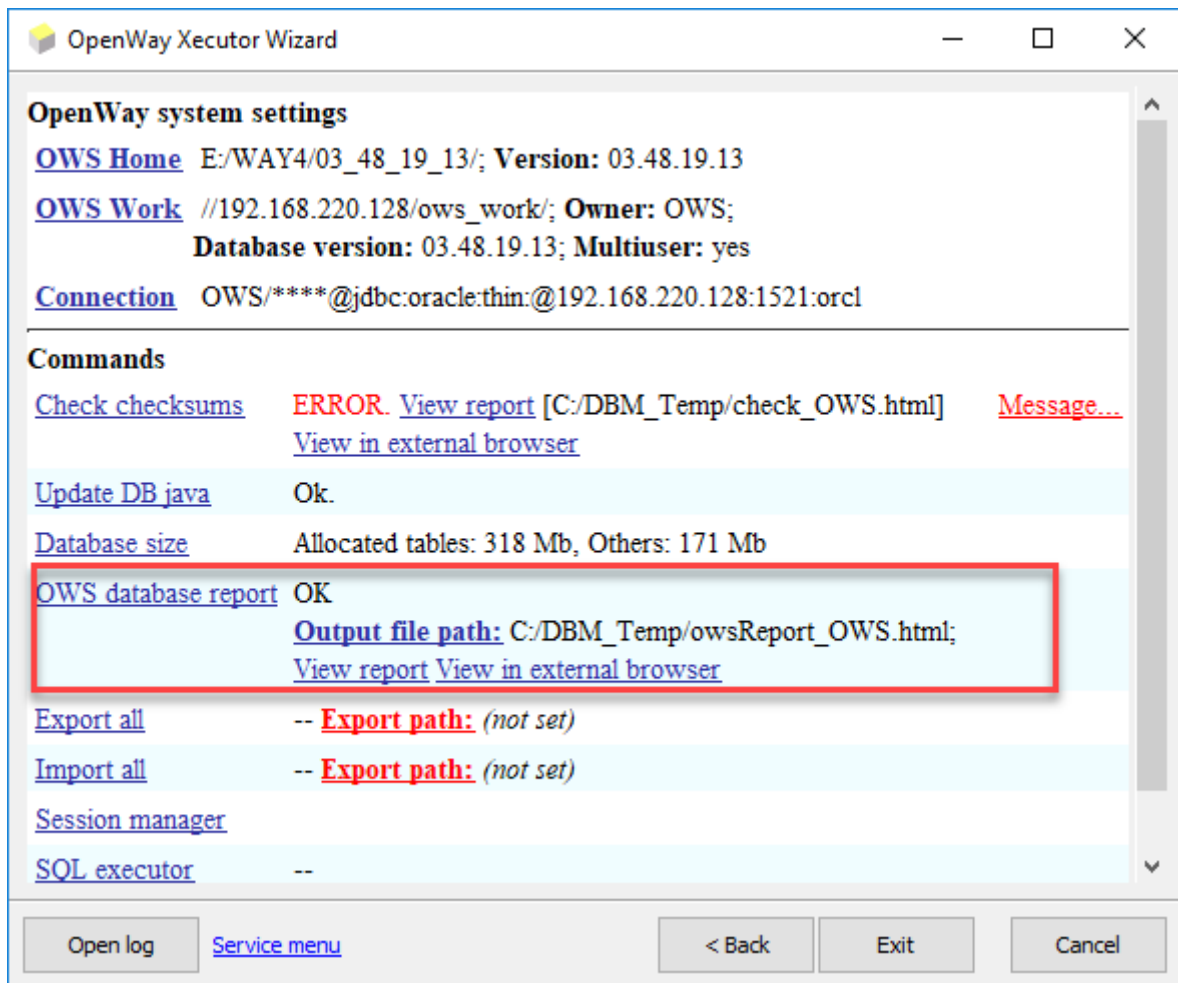 OpenWay Xecutor Wizard
OpenWay system settings
OWS Home E:/WAY4/03_48_19_13/; Version: 03.48.19.13
OWS Work //192.168.220.128/ows_work/; Owner: OWS;
Database version: 03.48.19.13; Multiuser: yes
Connection OWS/****@jdbc:oracle:thin:@192.168.220.128:1521:orcl
Commands
Check checksums ERROR. View report [C:/DBM_Temp/check_OWS.html] Message...
View in external browser
Update DB java Ok.
Database size Allocated tables: 318 Mb, Others: 171 Mb
OWS database report OK
Output file path: C:/DBM_Temp/owsReport_OWS.html;
View report View in external browser
Export all -- Export path: (not set)
Import all -- Export path: (not set)
Session manager
SQL executor --
Open log Service menu < Back Exit Cancel